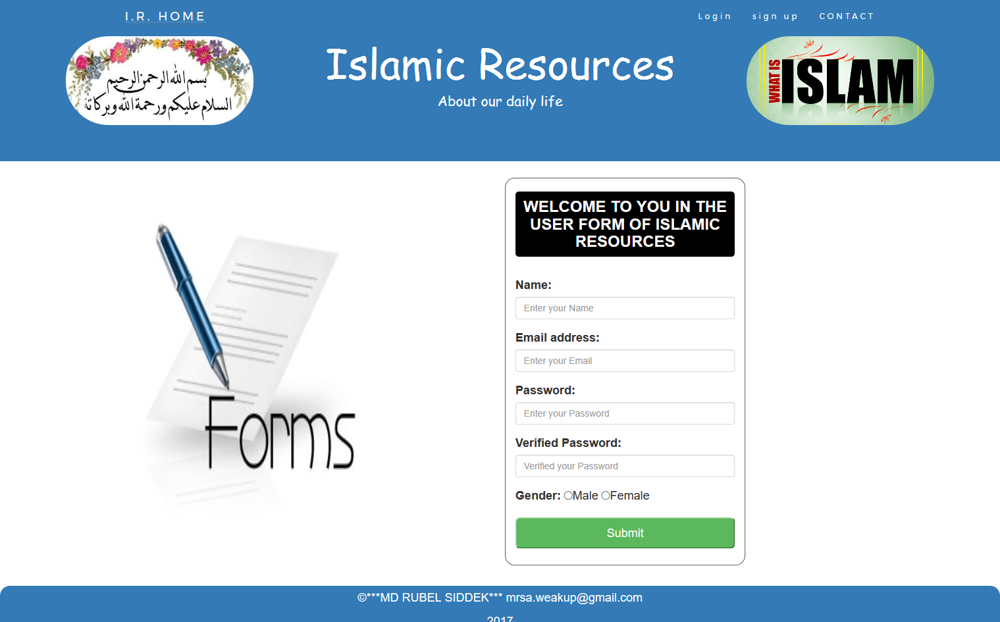 I.R. HOME
Login
sign up
CONTACT
بسم الله الرحمن الرحيم
السلام عليكم ورحمة الله وبركاته
Islamic Resources
About our daily life
WHAT IS
ISLAM
Forms
WELCOME TO YOU IN THE
USER FORM OF ISLAMIC
RESOURCES
Name:
Enter your Name
Email address:
Enter your Email
Password:
Enter your Password
Verified Password:
Verified your Password
Gender: Male Female
Submit
©***MD RUBEL SIDDEK*** mrsa.weakup@gmail.com
2017